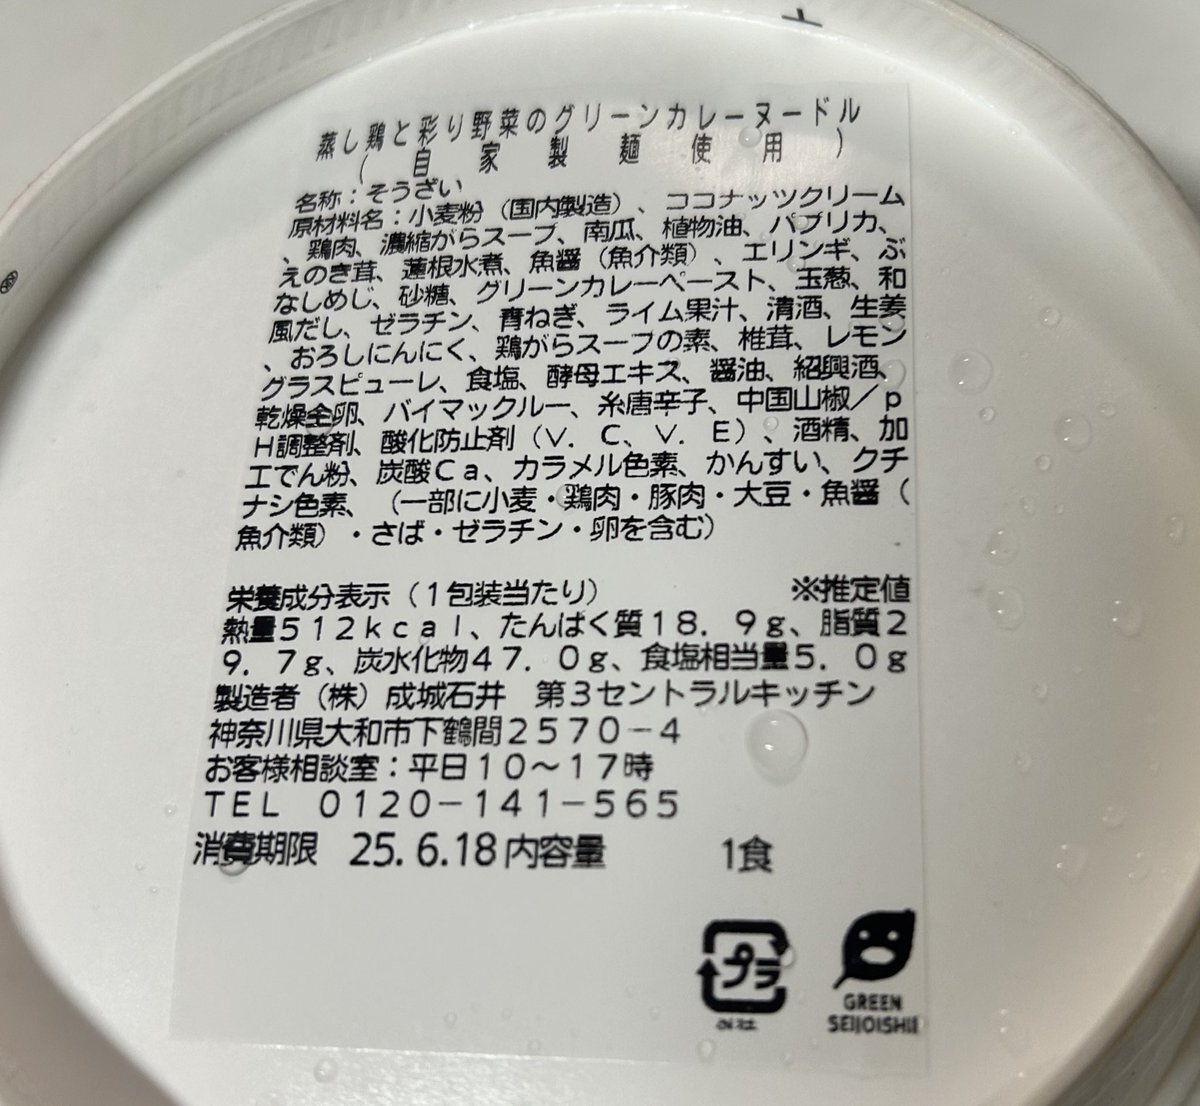 蒸し鶏と彩り野菜のグリーンカレーヌードル
(自家製麺使用)
名称:そうざい
原材料名:小麦粉(国内製造)、ココナッツクリーム
、鶏肉、濃縮がらスープ、南瓜、植物油、パプリカ、
えのき茸、蓮根水煮、魚醤(魚介類)、エリンギ、ぶ
なしめじ、砂糖、グリーンカレーペースト、玉葱、和
風だし、ゼラチン、青ねぎ、ライム果汁、清酒、生姜
、おろしにんにく、鶏がらスープの素、椎茸、レモン
グラスピューレ、食塩、酵母エキス、醤油、紹興酒、
乾燥全卵、バイマックルー、糸唐辛子、中国山椒/p
H調整剤、酸化防止剤(V.C、V.E)、酒精、加
工でん粉、炭酸Ca、カラメル色素、かんすい、クチ
ナシ色素、(一部に小麦・鶏肉・豚肉・大豆・魚醤(
魚介類)・さば・ゼラチン・卵を含む)
栄養成分表示(1包装当たり) ※推定値
熱量512kcal、たんぱく質18.9g、脂質2
9.7g、炭水化物47.0g、食塩相当量5.0g
製造者(株)成城石井 第3セントラルキッチン
神奈川県大和市下鶴間2570-4
お客様相談室:平日10〜17時
TEL 0120-141-565
消費期限 25.6.18内容量 1食
プラ
GREEN
SEIJOISHII